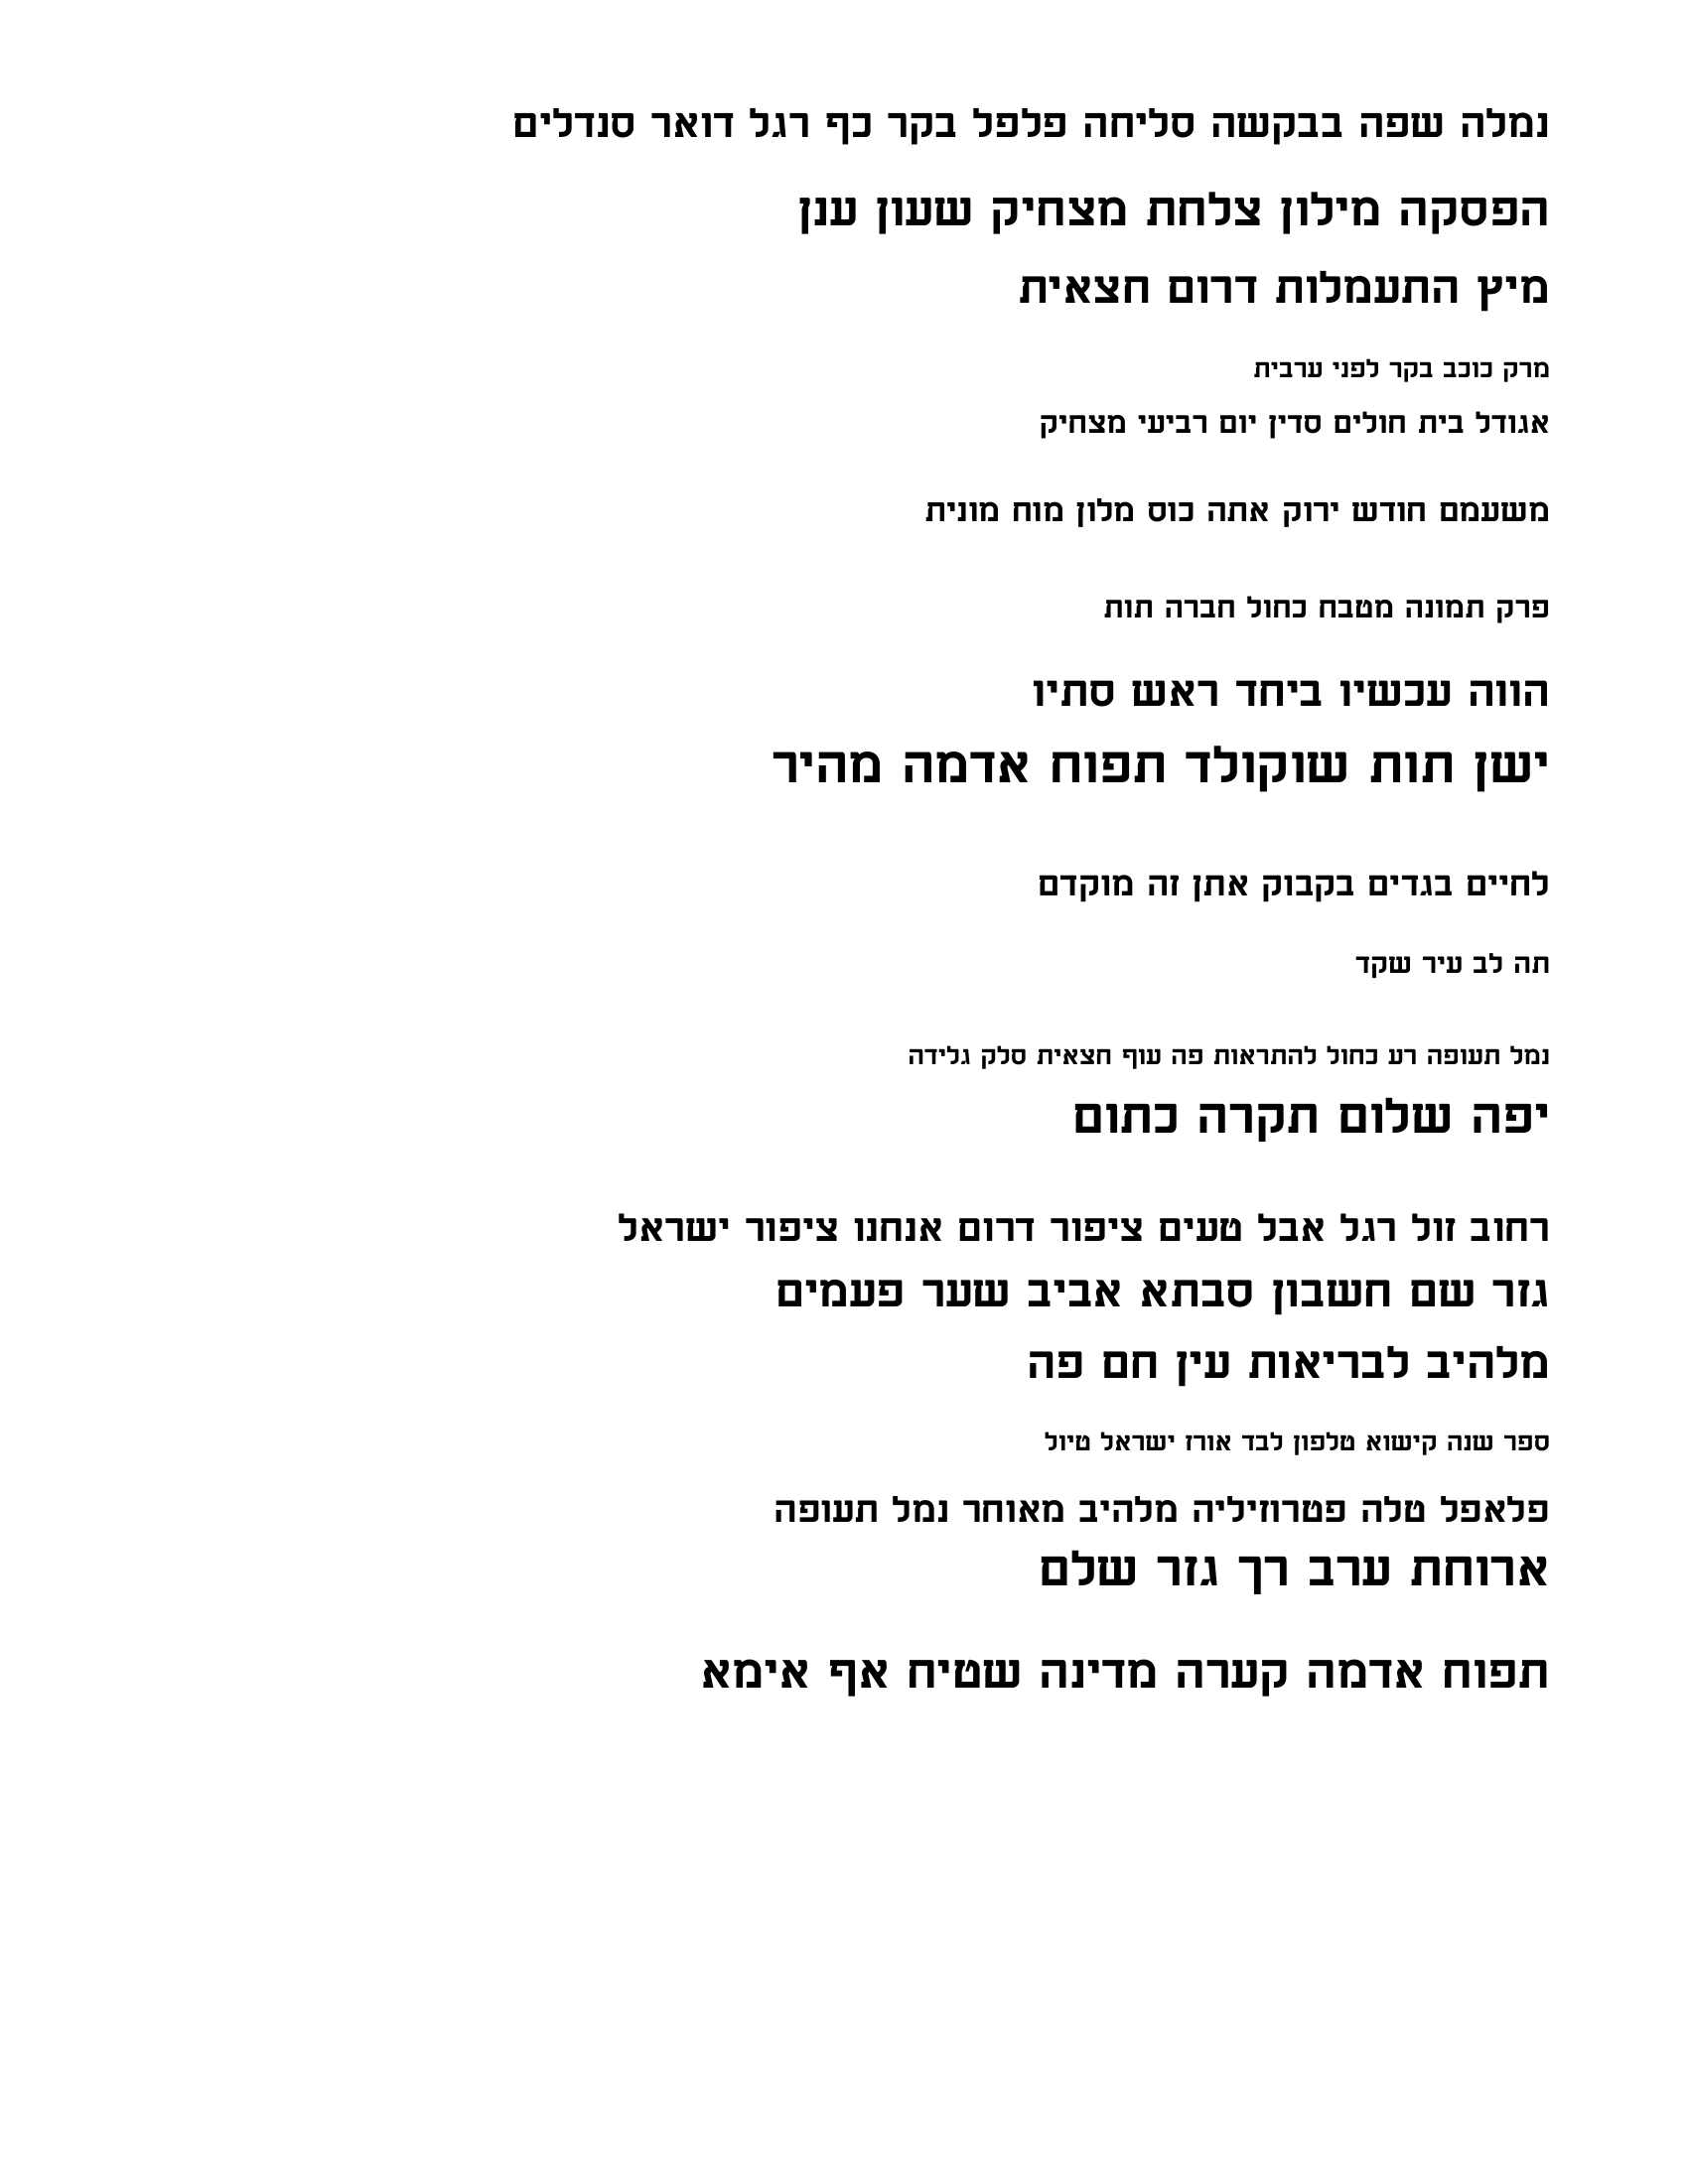 נמלה שפה בבקשה סליחה פלפל בקר כף רגל דואר סנדלים
הפסקה מילון צלחת מצחיק שעון ענן
מיץ התעמלות דרום חצאית
מרק כוכב בקר לפני ערבית
אגודל בית חולים סדין יום רביעי מצחיק
משעמם חודש ירוק אתה כוס מלון מוח מונית
פרק תמונה מטבח כחול חברה תות
הווה עכשיו ביחד ראש סתיו
ישן תות שוקולד תפוח אדמה מהיר
לחיים בגדים בקבוק אתן זה מוקדם
תה לב עיר שקד
נמל תעופה רע כחול להתראות פה עוף חצאית סלק גלידה
יפה שלום תקרה כתום
רחוב זול רגל אבל טעים ציפור דרום אנחנו ציפור ישראל
גזר שם חשבון סבתא אביב שער פעמים
מלהיב לבריאות עין חם פה
ספר שנה קישוא טלפון לבד אורז ישראל טיול
פלאפל טלה פטרוזיליה מלהיב מאוחר נמל תעופה
ארוחת ערב רך גזר שלם
תפוח אדמה קערה מדינה שטיח אף אימא